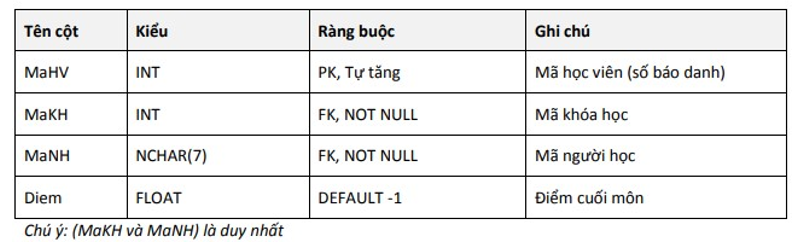 Tên cột Kiểu Ràng buộc Ghi chú
MaHV INT PK, Tự tăng Mã học viên (số báo danh)
MaKH INT FK, NOT NULL Mã khóa học
MaNH NCHAR(7) FK, NOT NULL Mã người học
Diem FLOAT DEFAULT -1 Điểm cuối môn
Chú ý: (MaKH và MaNH) là duy nhất